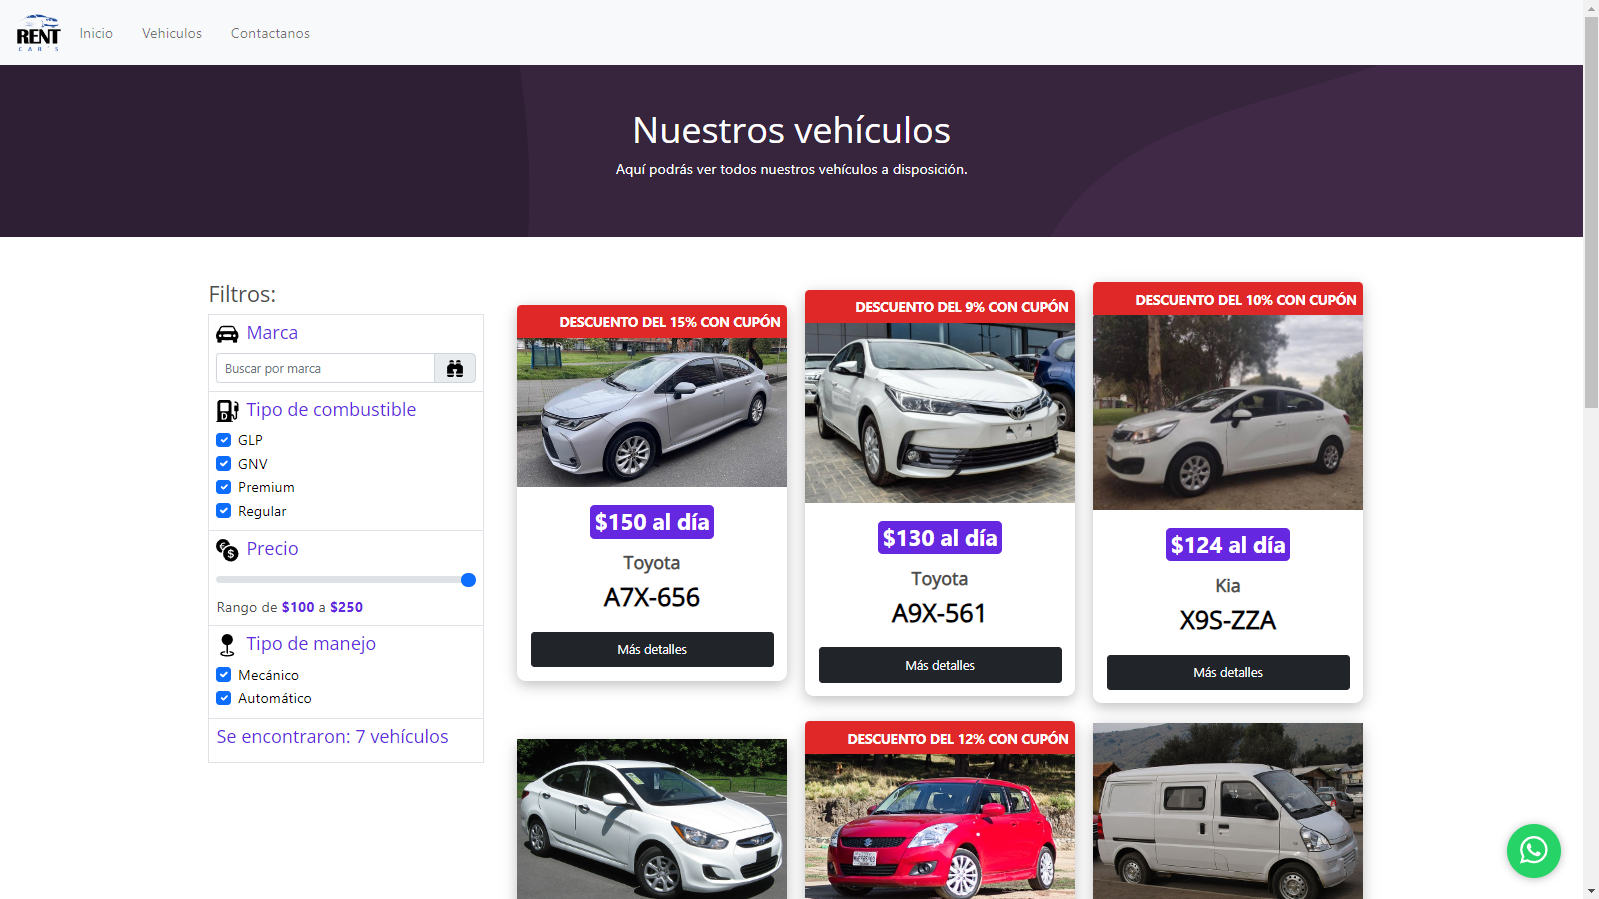 RENT
CAR'S
Inicio
Vehiculos
Contactanos
Nuestros vehículos
Aquí podrás ver todos nuestros vehículos a disposición.
Filtros:
Marca
Buscar por marca
Tipo de combustible
GLP
GNV
Premium
Regular
Precio
Rango de $100 a $250
Tipo de manejo
Mecánico
Automático
Se encontraron: 7 vehículos
DESCUENTO DEL 15% CON CUPÓN
$150 al día
Toyota
A7X-656
Más detalles
DESCUENTO DEL 9% CON CUPÓN
$130 al día
Toyota
A9X-561
Más detalles
DESCUENTO DEL 10% CON CUPÓN
$124 al día
Kia
X9S-ZZA
Más detalles
DESCUENTO DEL 12% CON CUPÓN